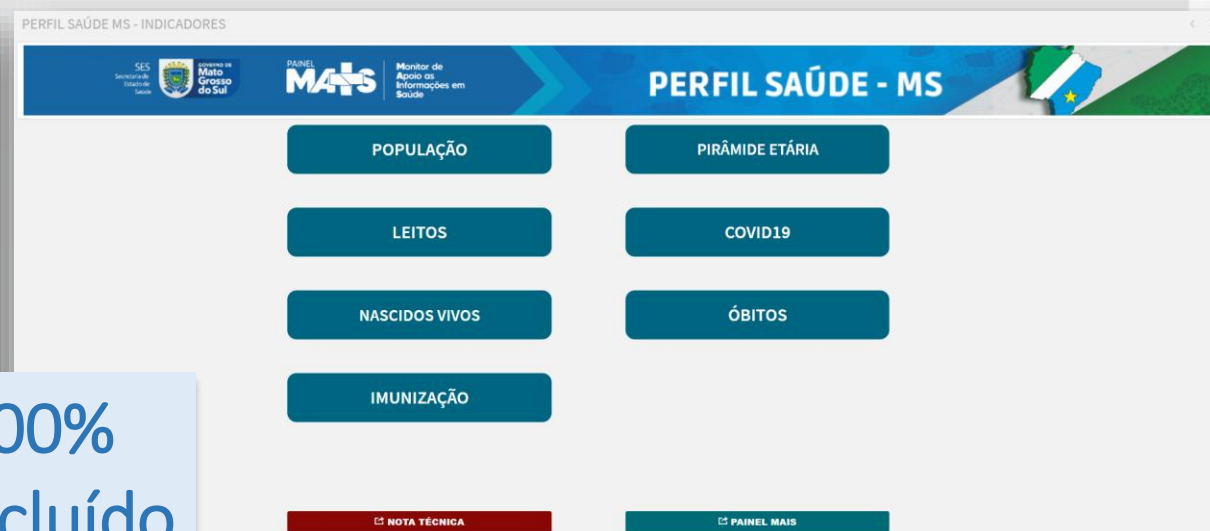 PERFIL SAÚDE MS - INDICADORES
SES
Secretaria de
Estado de
Saúde
GOVERNO DE
Mato
Grosso
do Sul
PAINEL
MAIS
Monitor de
Apoio as
Informações em
Saúde
PERFIL SAÚDE - MS
POPULAÇÃO
PIRÂMIDE ETÁRIA
LEITOS
COVID19
NASCIDOS VIVOS
ÓBITOS
IMUNIZAÇÃO
00%
cluído
NOTA TÉCNICA
PAINEL MAIS